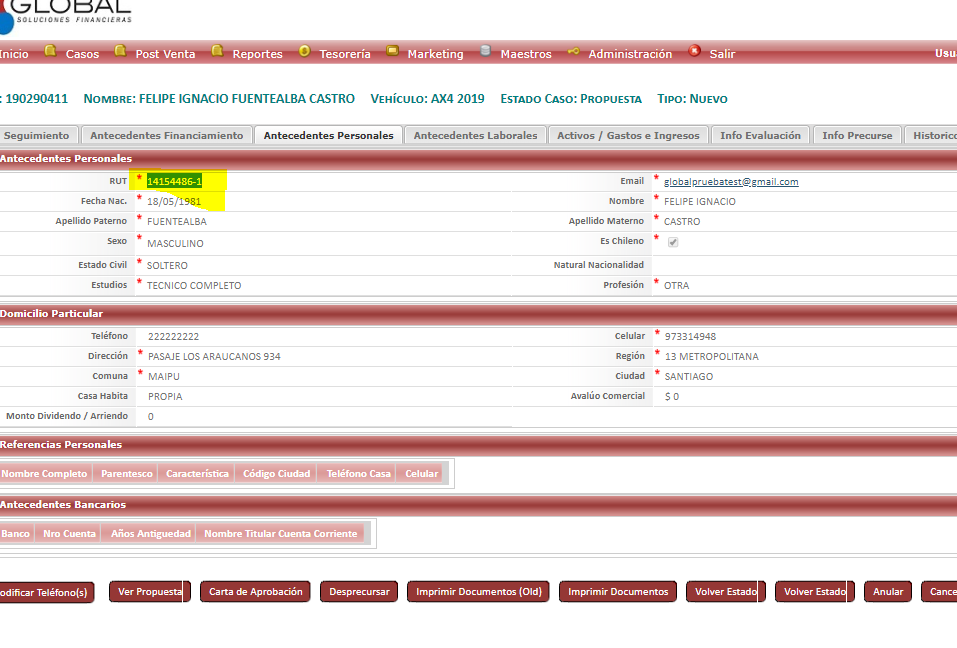 GLOBAL
SOLUCIONES FINANCIERAS
Inicio Casos Post Venta Reportes Tesorería Marketing Maestros Administración Salir Usu
: 190290411 NOMBRE: FELIPE IGNACIO FUENTEALBA CASTRO VEHÍCULO: AX4 2019 ESTADO CASO: PROPUESTA TIPO: NUEVO
Seguimiento Antecedentes Financiamiento Antecedentes Personales Antecedentes Laborales Activos / Gastos e Ingresos Info Evaluación Info Precurse Historico
Antecedentes Personales
RUT * 14154486-1 Email * globalpruebatest@gmail.com
Fecha Nac. * 18/05/1981 Nombre * FELIPE IGNACIO
Apellido Paterno * FUENTEALBA Apellido Materno * CASTRO
Sexo * MASCULINO Es Chileno * ✓
Estado Civil * SOLTERO Natural Nacionalidad
Estudios * TECNICO COMPLETO Profesión * OTRA
Domicilio Particular
Teléfono 222222222 Celular * 973314948
Dirección * PASAJE LOS ARAUCANOS 934 Región * 13 METROPOLITANA
Comuna * MAIPU Ciudad * SANTIAGO
Casa Habita PROPIA Avalúo Comercial $ 0
Monto Dividendo / Arriendo 0
Referencias Personales
Nombre Completo Parentesco Característica Código Ciudad Teléfono Casa Celular
Antecedentes Bancarios
Banco Nro Cuenta Años Antiguedad Nombre Titular Cuenta Corriente
odificar Teléfono(s) Ver Propuesta Carta de Aprobación Desprecursar Imprimir Documentos (Old) Imprimir Documentos Volver Estado Volver Estado Anular Cance